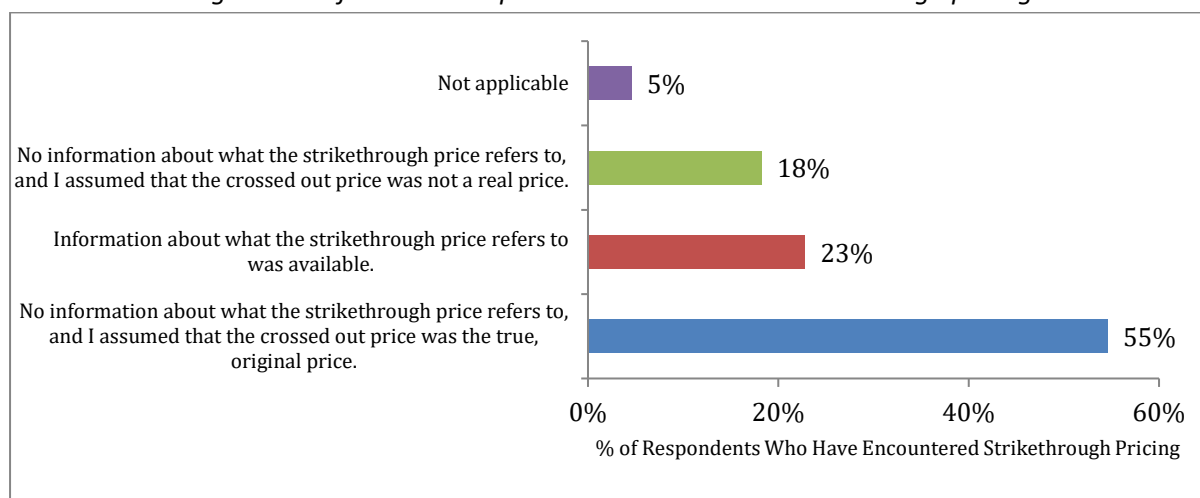 Not applicable
5%
No information about what the strikethrough price refers to,
and I assumed that the crossed out price was not a real price.
18%
Information about what the strikethrough price refers to
was available.
23%
No information about what the strikethrough price refers to,
and I assumed that the crossed out price was the true,
original price.
55%
0% 20% 40% 60%
% of Respondents Who Have Encountered Strikethrough Pricing